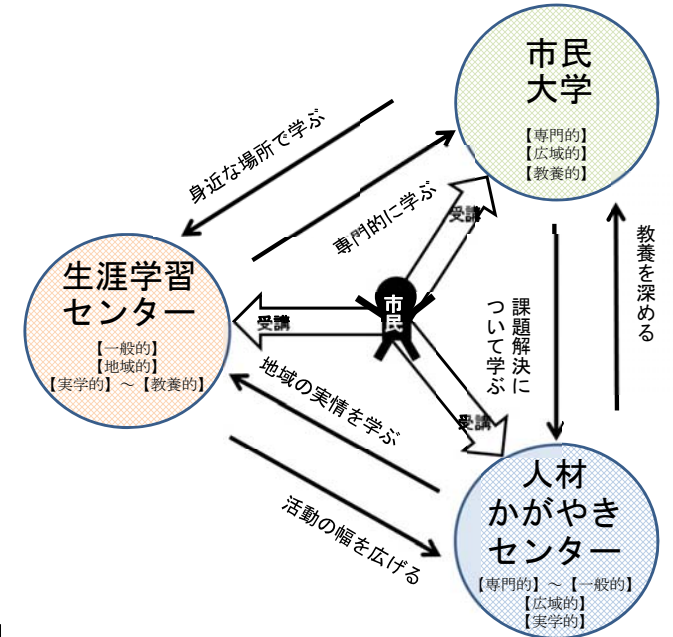 市民
大学
【専門的】
【広域的】
【教養的】
身近な場所で学ぶ
専門的に学ぶ
受講
教養を深める
生涯学習
センター
【一般的】
【地域的】
【実学的】～【教養的】
受講
市民
課題解決に
ついて学ぶ
地域の実情を学ぶ
受講
活動の幅を広げる
人材
かがやき
センター
【専門的】～【一般的】
【広域的】
【実学的】